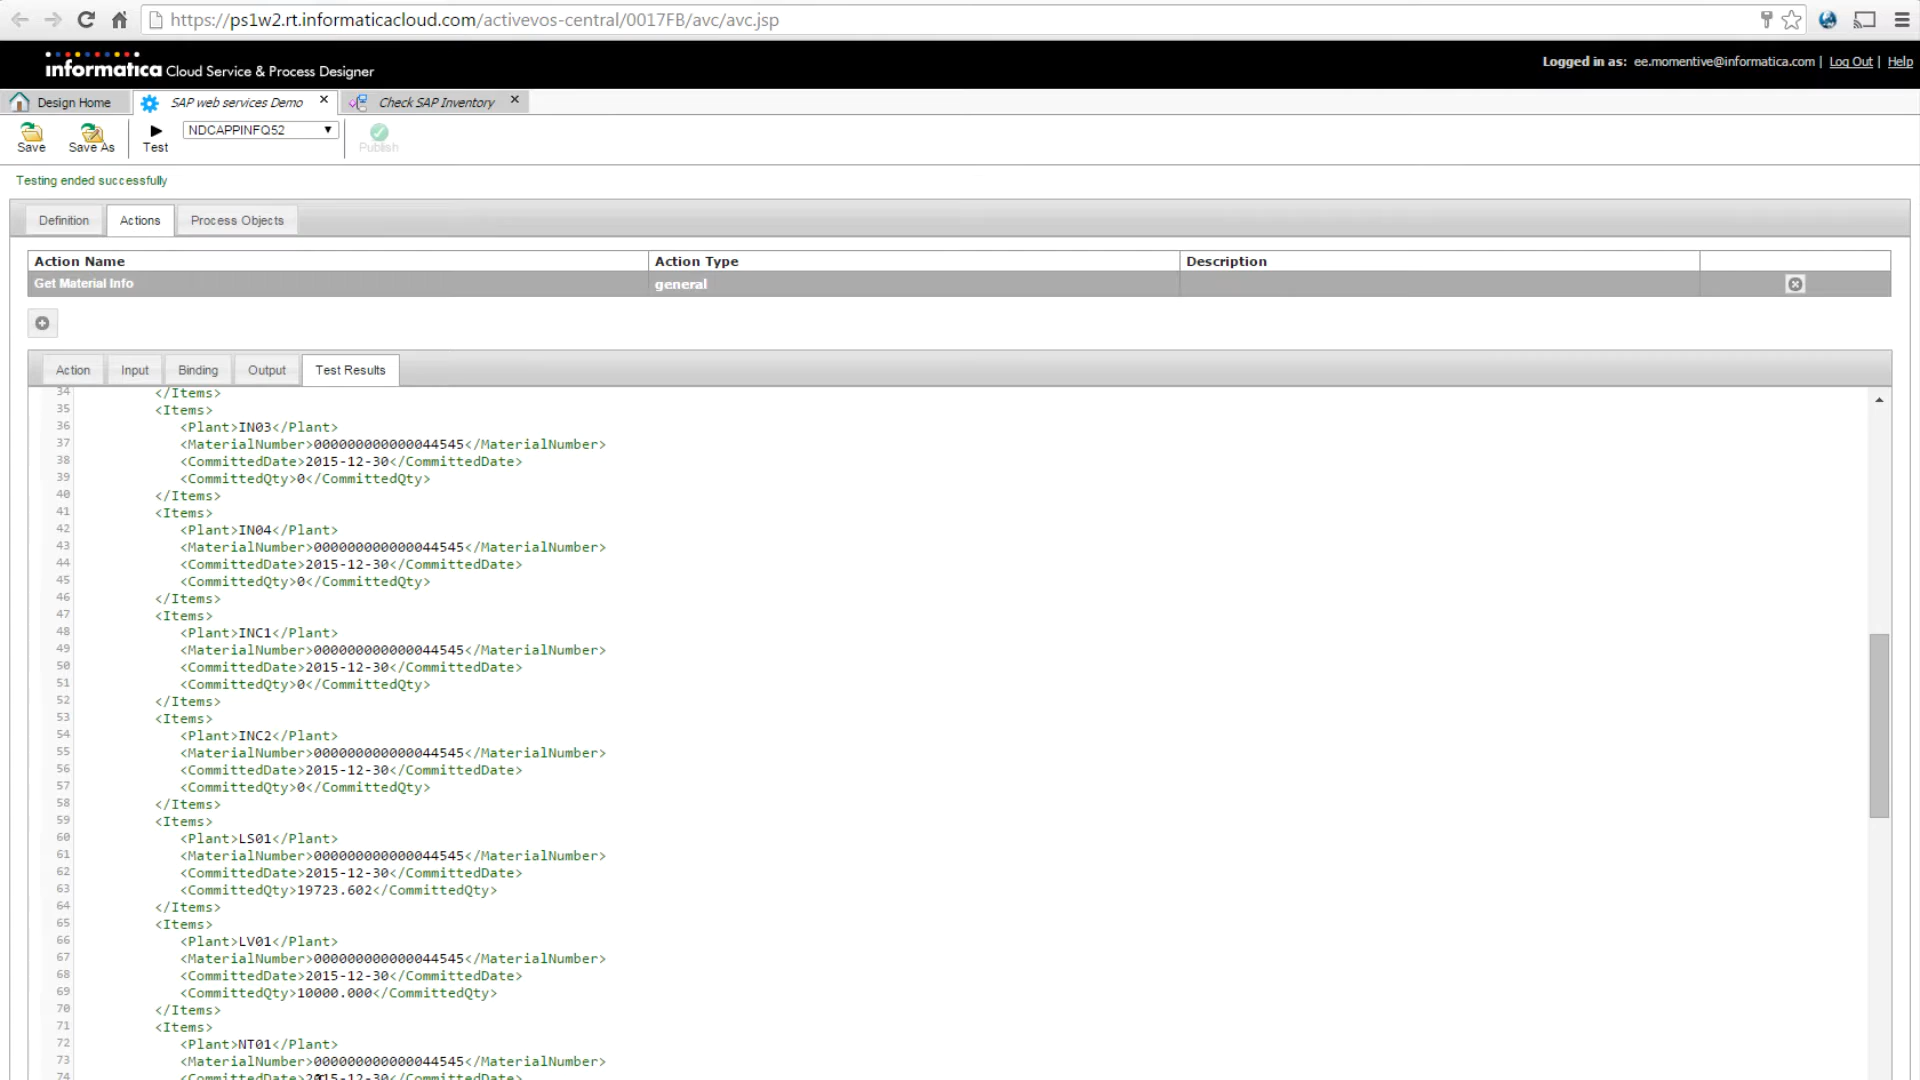 https://ps1w2.rt.informaticacloud.com/activevos-central/0017FB/avc/avc.jsp
informatica Cloud Service & Process Designer
Logged in as: ee.momentive@informatica.com | Log Out | Help
Design Home
SAP web services Demo
Check SAP Inventory
Save
Save As
Test
NDCAPPINFQ52
Publish
Testing ended successfully
Definition
Actions
Process Objects
Action Name
Action Type
Description
Get Material Info
general
Action
Input
Binding
Output
Test Results
34 </Items>
35 <Items>
36 <Plant>IN03</Plant>
37 <MaterialNumber>000000000000044545</MaterialNumber>
38 <CommittedDate>2015-12-30</CommittedDate>
39 <CommittedQty>0</CommittedQty>
40 </Items>
41 <Items>
42 <Plant>IN04</Plant>
43 <MaterialNumber>000000000000044545</MaterialNumber>
44 <CommittedDate>2015-12-30</CommittedDate>
45 <CommittedQty>0</CommittedQty>
46 </Items>
47 <Items>
48 <Plant>INC1</Plant>
49 <MaterialNumber>000000000000044545</MaterialNumber>
50 <CommittedDate>2015-12-30</CommittedDate>
51 <CommittedQty>0</CommittedQty>
52 </Items>
53 <Items>
54 <Plant>INC2</Plant>
55 <MaterialNumber>000000000000044545</MaterialNumber>
56 <CommittedDate>2015-12-30</CommittedDate>
57 <CommittedQty>0</CommittedQty>
58 </Items>
59 <Items>
60 <Plant>LS01</Plant>
61 <MaterialNumber>000000000000044545</MaterialNumber>
62 <CommittedDate>2015-12-30</CommittedDate>
63 <CommittedQty>19723.602</CommittedQty>
64 </Items>
65 <Items>
66 <Plant>LV01</Plant>
67 <MaterialNumber>000000000000044545</MaterialNumber>
68 <CommittedDate>2015-12-30</CommittedDate>
69 <CommittedQty>10000.000</CommittedQty>
70 </Items>
71 <Items>
72 <Plant>NT01</Plant>
73 <MaterialNumber>000000000000044545</MaterialNumber>
74 <CommittedDate>2015-12-30</CommittedDate>